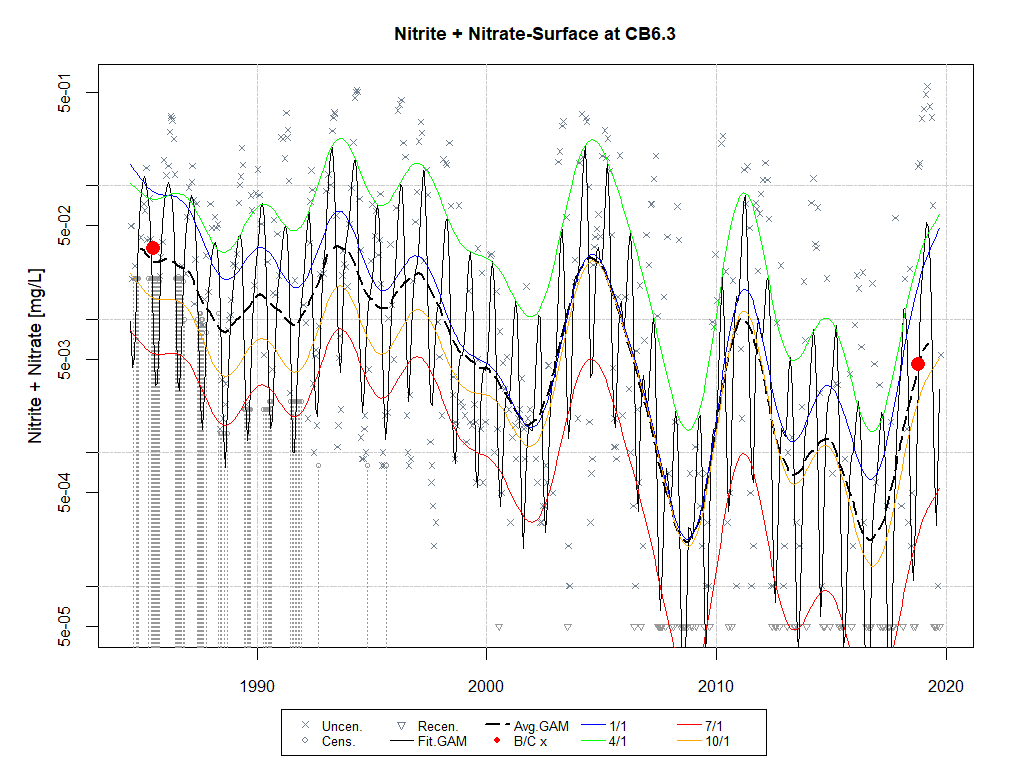 Nitrite + Nitrate-Surface at CB6.3
Nitrite + Nitrate [mg/L]
5e-01
5e-02
5e-03
5e-04
5e-05
1990 2000 2010 2020
Uncen. Recen. Avg.GAM 1/1 7/1
Cens. Fit.GAM B/C x 4/1 10/1